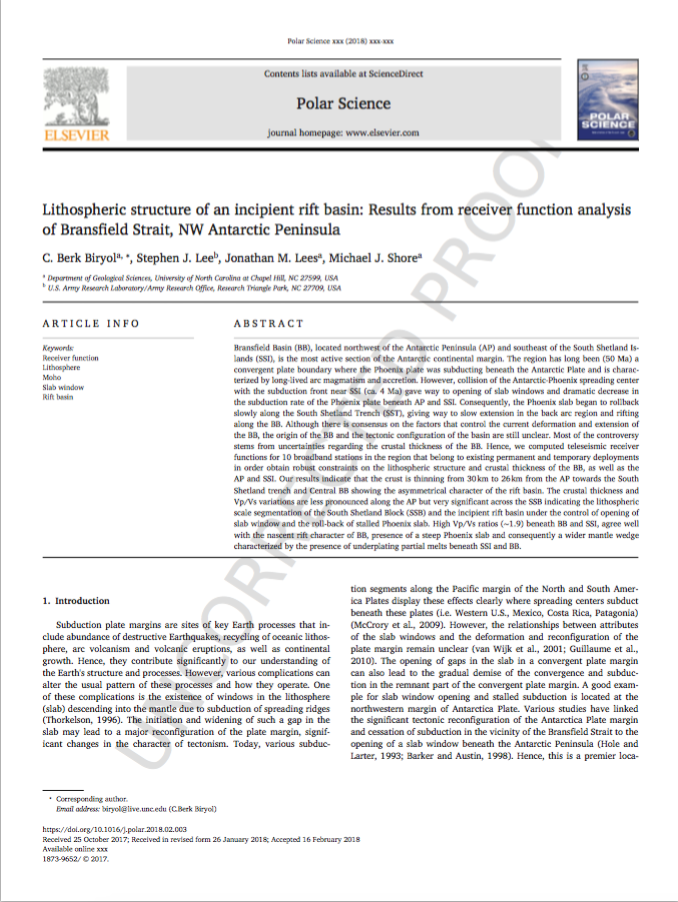 Polar Science xxx (2018) xxx-xxx
Contents lists available at ScienceDirect
Polar Science
journal homepage: www.elsevier.com
ELSEVIER
POLAR
SCIENCE
Lithospheric structure of an incipient rift basin: Results from receiver function analysis
of Bransfield Strait, NW Antarctic Peninsula
C. Berk Biryolᵃ, *, Stephen J. Leeᵇ, Jonathan M. Leesᵃ, Michael J. Shoreᵃ
ᵃ Department of Geological Sciences, University of North Carolina at Chapel Hill, NC 27599, USA
ᵇ U.S. Army Research Laboratory/Army Research Office, Research Triangle Park, NC 27709, USA
ARTICLE INFO
Keywords:
Receiver function
Lithosphere
Moho
Slab window
Rift basin
ABSTRACT
Bransfield Basin (BB), located northwest of the Antarctic Peninsula (AP) and southeast of the South Shetland Is-
lands (SSI), is the most active section of the Antarctic continental margin. The region has long been (50 Ma) a
convergent plate boundary where the Phoenix plate was subducting beneath the Antarctic Plate and is charac-
terized by long-lived arc magmatism and accretion. However, collision of the Antarctic-Phoenix spreading center
with the subduction front near SSI (ca. 4 Ma) gave way to opening of slab windows and dramatic decrease in
the subduction rate of the Phoenix plate beneath AP and SSI. Consequently, the Phoenix slab began to rollback
slowly along the South Shetland Trench (SST), giving way to slow extension in the back arc region and rifting
along the BB. Although there is consensus on the factors that control the current deformation and extension of
the BB, the origin of the BB and the tectonic configuration of the basin are still unclear. Most of the controversy
stems from uncertainties regarding the crustal thickness of the BB. Hence, we computed teleseismic receiver
functions for 10 broadband stations in the region that belong to existing permanent and temporary deployments
in order obtain robust constraints on the lithospheric structure and crustal thickness of the BB, as well as the
AP and SSI. Our results indicate that the crust is thinning from 30 km to 26 km from the AP towards the South
Shetland trench and Central BB showing the asymmetrical character of the rift basin. The crustal thickness and
Vp/Vs variations are less pronounced along the AP but very significant across the SSB indicating the lithospheric
scale segmentation of the South Shetland Block (SSB) and the incipient rift basin under the control of opening of
slab window and the roll-back of stalled Phoenix slab. High Vp/Vs ratios (~1.9) beneath BB and SSI, agree well
with the nascent rift character of BB, presence of a steep Phoenix slab and consequently a wider mantle wedge
characterized by the presence of underplating partial melts beneath SSI and BB.
1. Introduction
Subduction plate margins are sites of key Earth processes that in-
clude abundance of destructive Earthquakes, recycling of oceanic lithos-
phere, arc volcanism and volcanic eruptions, as well as continental
growth. Hence, they contribute significantly to our understanding of
the Earth's structure and processes. However, various complications can
alter the usual pattern of these processes and how they operate. One
of these complications is the existence of windows in the lithosphere
(slab) descending into the mantle due to subduction of spreading ridges
(Thorkelson, 1996). The initiation and widening of such a gap in the
slab may lead to a major reconfiguration of the plate margin, signif-
icant changes in the character of tectonism. Today, various subduc-
tion segments along the Pacific margin of the North and South Amer-
ica Plates display these effects clearly where spreading centers subduct
beneath these plates (i.e. Western U.S., Mexico, Costa Rica, Patagonia)
(McCrory et al., 2009). However, the relationships between attributes
of the slab windows and the deformation and reconfiguration of the
plate margin remain unclear (van Wijk et al., 2001; Guillaume et al.,
2010). The opening of gaps in the slab in a convergent plate margin
can also lead to the gradual demise of the convergence and subduc-
tion in the remnant part of the convergent plate margin. A good exam-
ple for slab window opening and stalled subduction is located at the
northwestern margin of Antarctica Plate. Various studies have linked
the significant tectonic reconfiguration of the Antarctica Plate margin
and cessation of subduction in the vicinity of the Bransfield Strait to the
opening of a slab window beneath the Antarctic Peninsula (Hole and
Larter, 1993; Barker and Austin, 1998). Hence, this is a premier loca-
* Corresponding author.
Email address: biryol@live.unc.edu (C.Berk Biryol)
https://doi.org/10.1016/j.polar.2018.02.003
Received 25 October 2017; Received in revised form 26 January 2018; Accepted 16 February 2018
Available online xxx
1873-9652/ © 2017.
UNCORRECTED PROOF